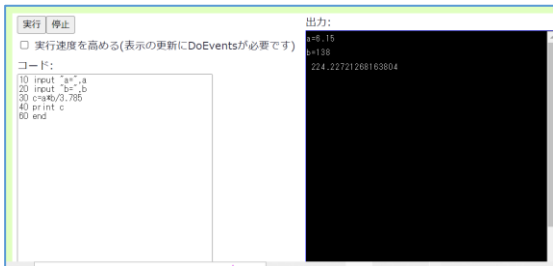 実行 停止
実行速度を高める(表示の更新にDoEventsが必要です)
コード:
10 input "a=",a
20 input "b=",b
30 c=a*b/3.785
40 print c
60 end
出力:
a=6.15
b=138
224.22721268163804